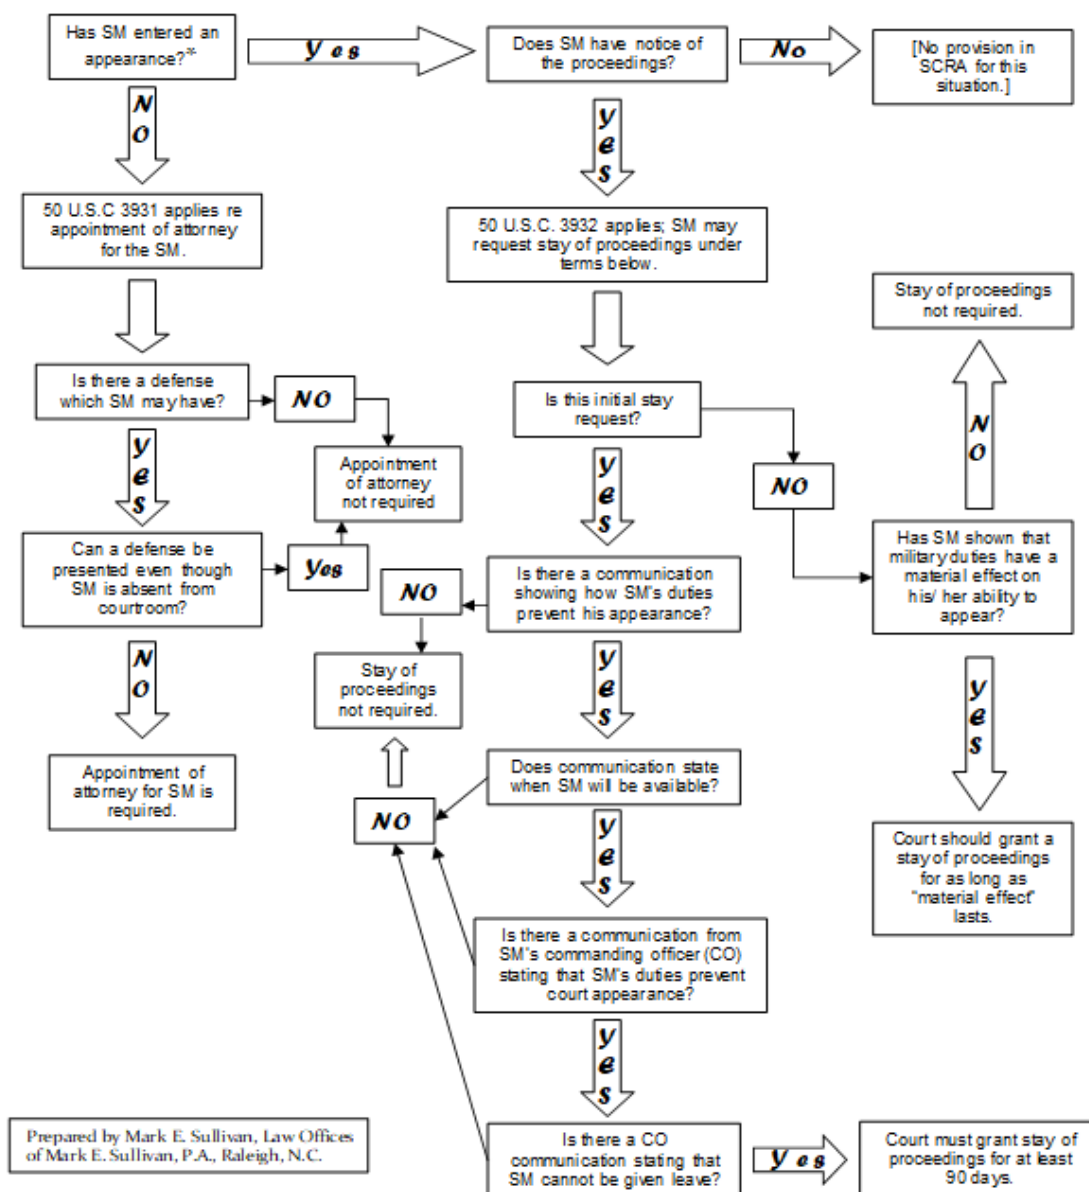 Has SM entered an
appearance?*
Yes
Does SM have notice of
the proceedings?
No
[No provision in
SCRA for this
situation.]
NO
Yes
50 U.S.C 3931 applies re
appointment of attorney
for the SM.
50 U.S.C. 3932 applies; SM may
request stay of proceedings under
terms below.
Stay of proceedings
not required.
Is there a defense
which SM may have?
NO
Is this initial stay
request?
NO
Yes
Appointment
of attorney
not required
Yes
NO
Can a defense be
presented even though
SM is absent from
courtroom?
Yes
NO
Is there a communication
showing how SM's duties
prevent his appearance?
Has SM shown that
military duties have a
material effect on
his/ her ability to
appear?
NO
Stay of
proceedings
not required.
Yes
Yes
Appointment of
attorney for SM is
required.
Does communication state
when SM will be available?
NO
Yes
Court should grant a
stay of proceedings
for as long as
"material effect"
lasts.
Is there a communication from
SM's commanding officer (CO)
stating that SM's duties prevent
court appearance?
Yes
Prepared by Mark E. Sullivan, Law Offices
of Mark E. Sullivan, P.A., Raleigh, N.C.
Is there a CO
communication stating that
SM cannot be given leave?
Yes
Court must grant stay of
proceedings for at least
90 days.